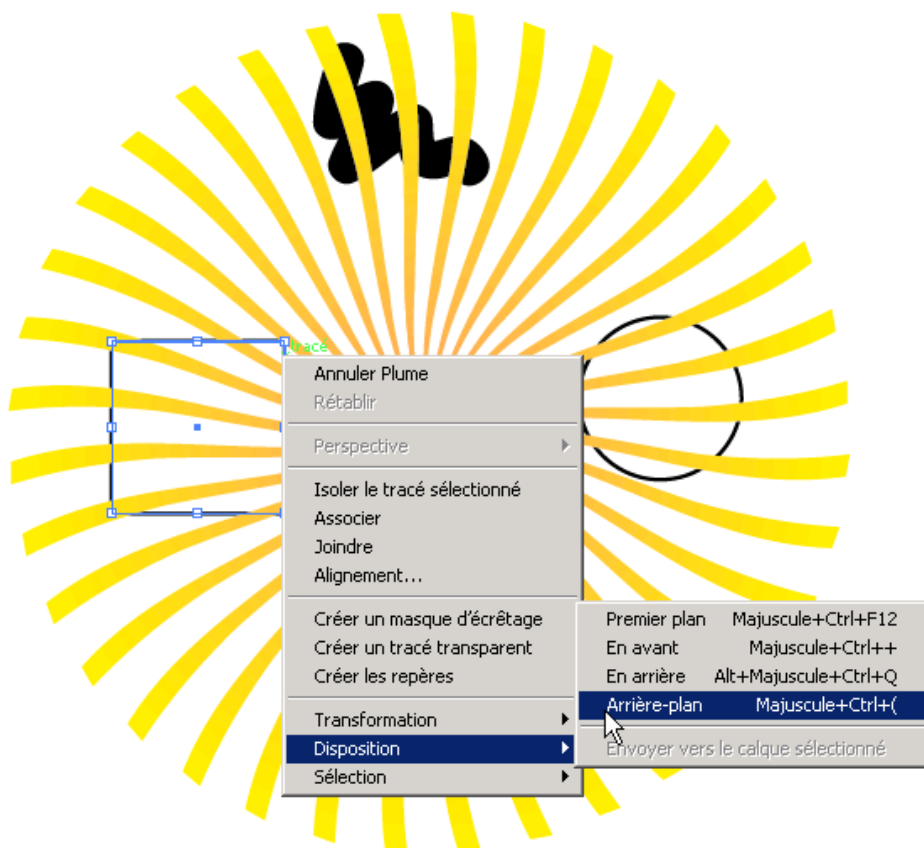 tracé
Annuler Plume
Rétablir
Perspective
Isoler le tracé sélectionné
Associer
Joindre
Alignement...
Créer un masque d'écrêtage
Créer un tracé transparent
Créer les repères
Transformation
Disposition
Sélection
Premier plan Majuscule+Ctrl+F12
En avant Majuscule+Ctrl++
En arrière Alt+Majuscule+Ctrl+Q
Arrière-plan Majuscule+Ctrl+(
Envoyer vers le calque sélectionné